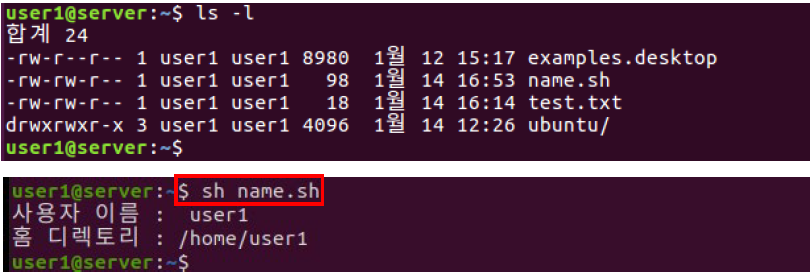 user1@server:~$ ls -l
합계 24
-rw-r--r-- 1 user1 user1 8980  1월 12 15:17 examples.desktop
-rw-rw-r-- 1 user1 user1   98  1월 14 16:53 name.sh
-rw-rw-r-- 1 user1 user1   18  1월 14 16:14 test.txt
drwxrwxr-x 3 user1 user1 4096  1월 14 12:26 ubuntu/
user1@server:~$
user1@server:~$ sh name.sh
사용자 이름 :  user1
홈 디렉토리 : /home/user1
user1@server:~$